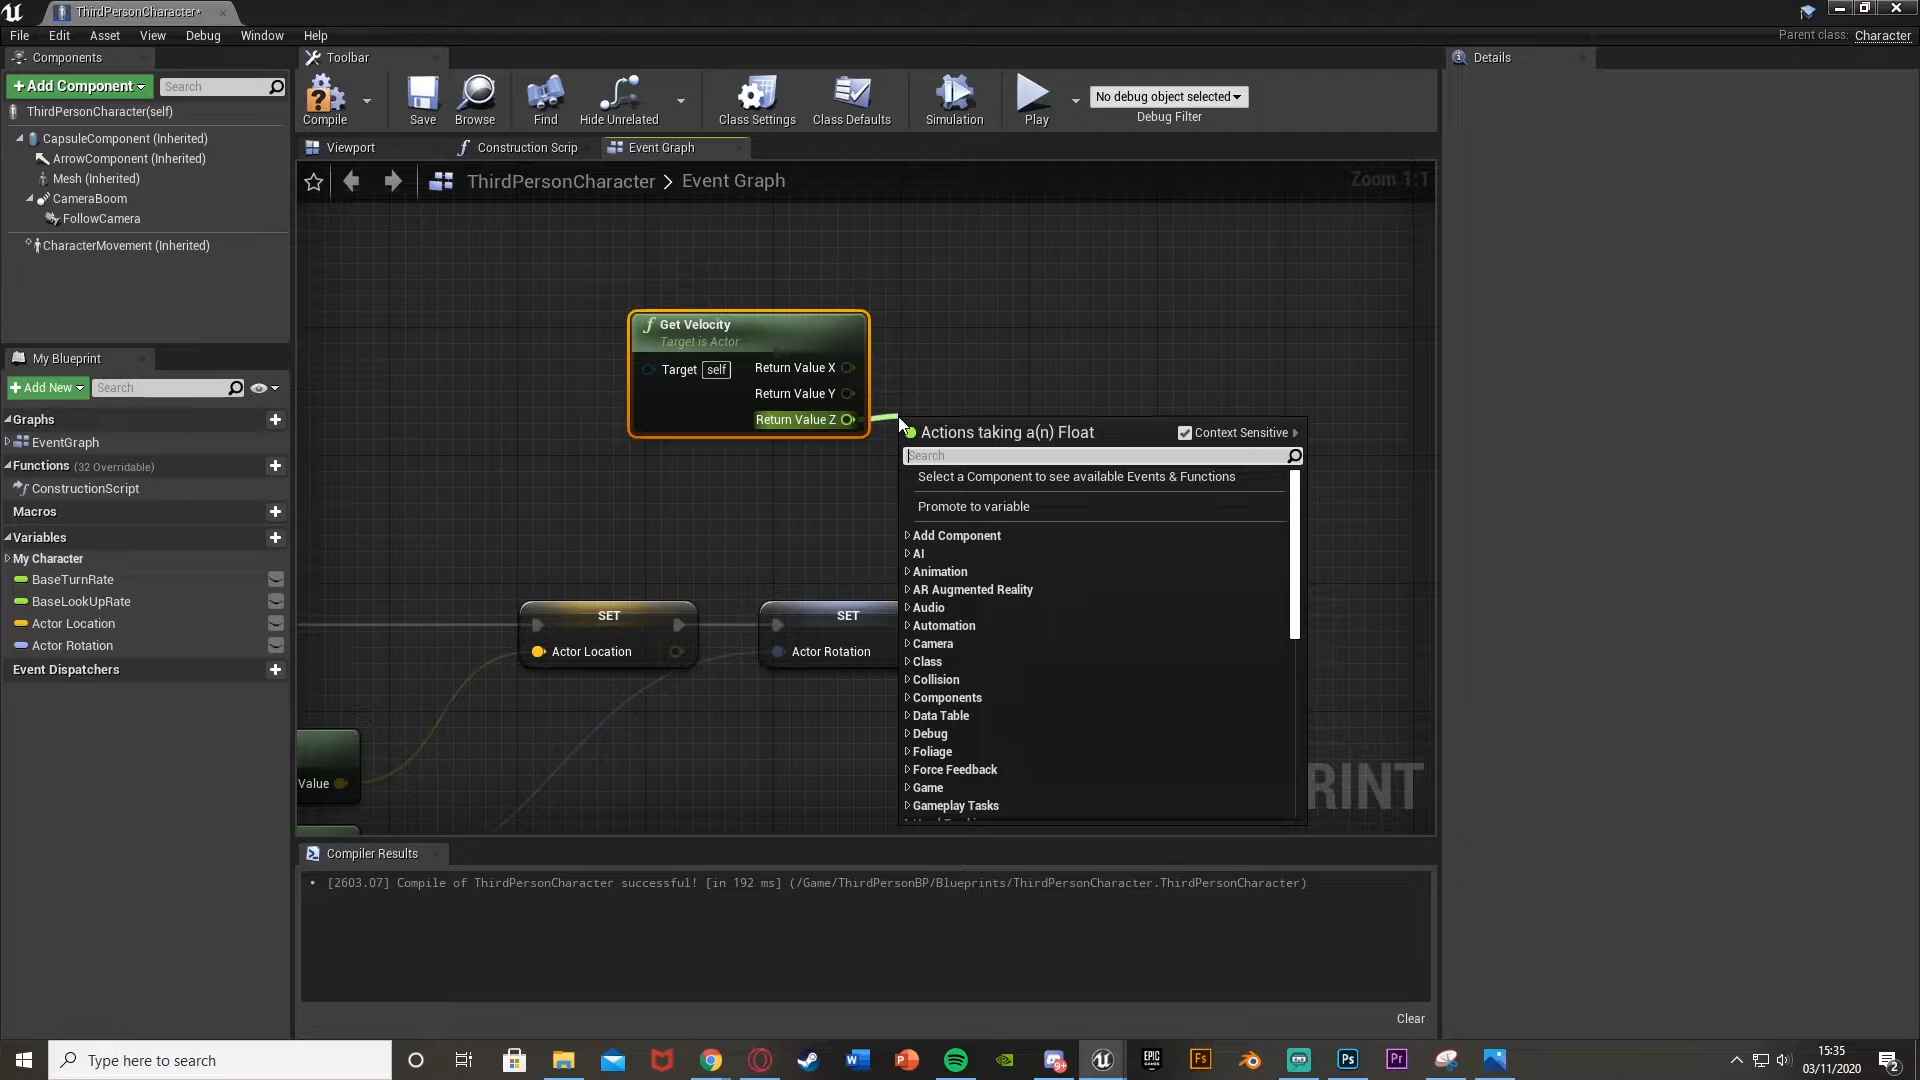 ThirdPersonCharacter*
File Edit Asset View Debug Window Help
Parent class: Character
Components
Toolbar
Details
+Add Component
Search
ThirdPersonCharacter(self)
CapsuleComponent (Inherited)
ArrowComponent (Inherited)
Mesh (Inherited)
CameraBoom
FollowCamera
CharacterMovement (Inherited)
Compile
Save
Browse
Find
Hide Unrelated
Class Settings
Class Defaults
Simulation
Play
No debug object selected
Debug Filter
Viewport
Construction Scrip
Event Graph
ThirdPersonCharacter > Event Graph
Zoom 1:1
My Blueprint
+Add New
Search
Graphs
EventGraph
Functions (32 Overridable)
ConstructionScript
Macros
Variables
My Character
BaseTurnRate
BaseLookUpRate
Actor Location
Actor Rotation
Event Dispatchers
Get Velocity
Target is Actor
Target self
Return Value X
Return Value Y
Return Value Z
SET
Actor Location
SET
Actor Rotation
Value
Actions taking a(n) Float
Context Sensitive
Search
Select a Component to see available Events & Functions
Promote to variable
Add Component
AI
Animation
AR Augmented Reality
Audio
Automation
Camera
Class
Collision
Components
Data Table
Debug
Foliage
Force Feedback
Game
Gameplay Tasks
RINT
Compiler Results
[2603.07] Compile of ThirdPersonCharacter successful! [in 192 ms] (/Game/ThirdPersonBP/Blueprints/ThirdPersonCharacter.ThirdPersonCharacter)
Clear
Type here to search
EPIC GAMES
Fs
Ps
Pr
9+
15:35
03/11/2020
2